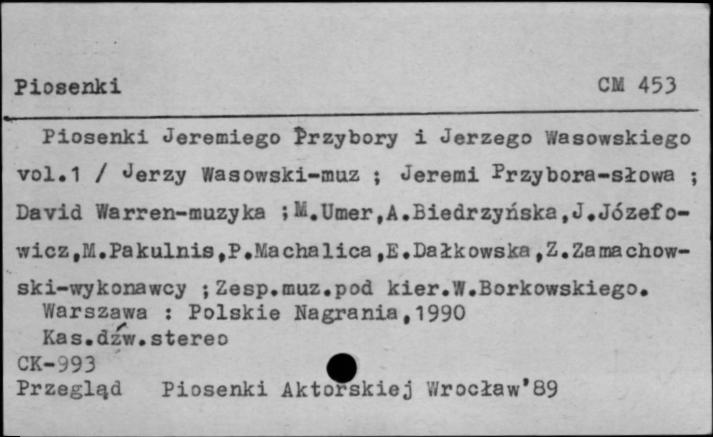 Piosenki CM 453
Piosenki Jeremiego Przybory i Jerzego Wasowskiego
vol.1 / Jerzy Wasowski-muz ; Jeremi Przybora-słowa ;
David Warren-muzyka ;M.Umer,A.Biedrzyńska,J.Józefo-
wicz,M.Pakulnis,P.Machalica,E.Dałkowska,Z.Zamachow-
ski-wykonawcy ;Zesp.muz.pod kier.W.Borkowskiego.
Warszawa : Polskie Nagrania,1990
Kas.dźw.stereo
CK-993
Przegląd Piosenki Aktorskiej Wrocław'89